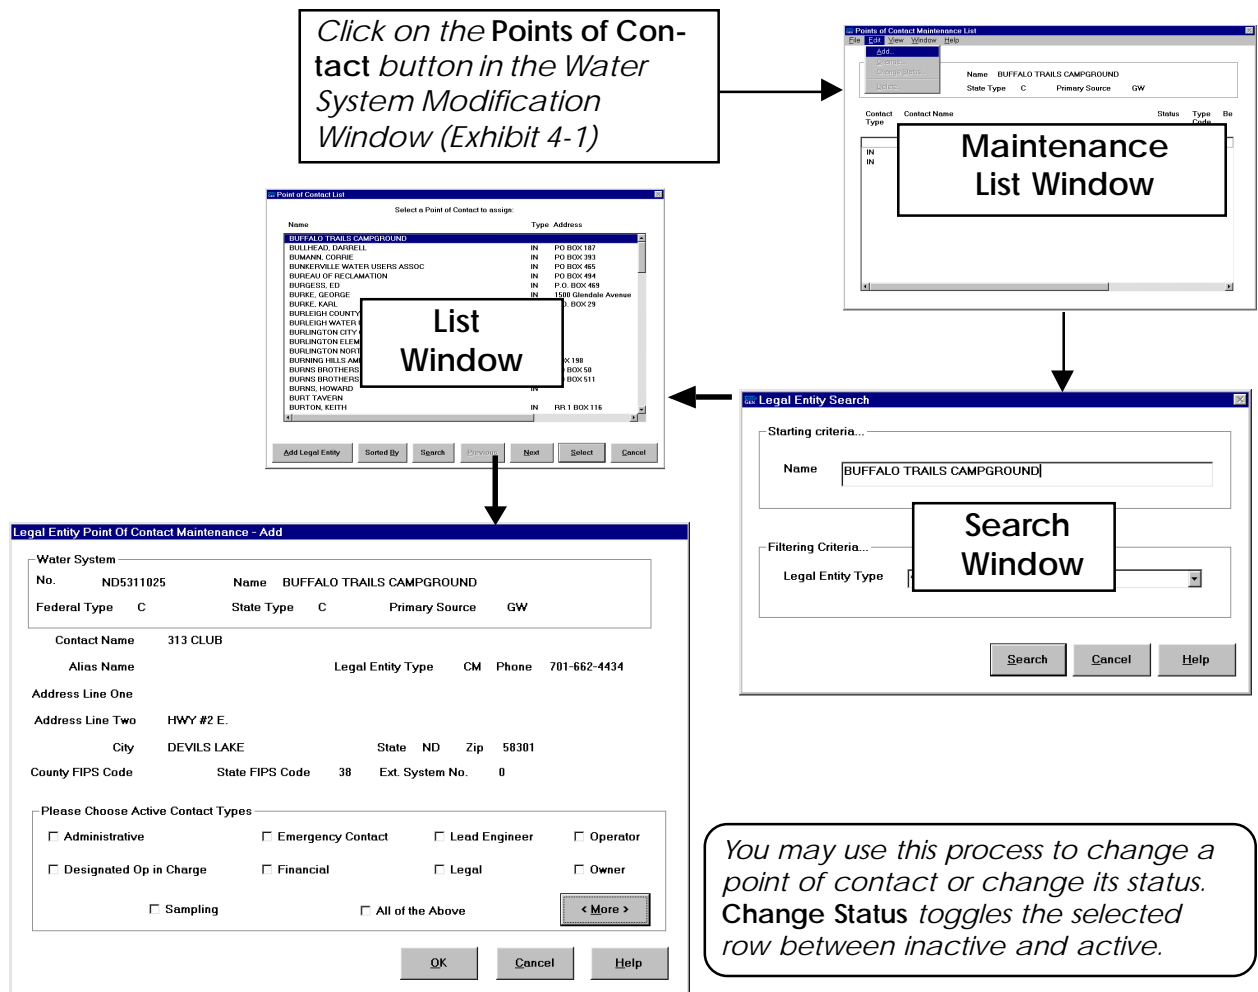 Click on the Points of Con-
tact button in the Water
System Modification
Window (Exhibit 4-1)
Points of Contact Maintenance List
File Edit View Window Help
Add...
Change...
Change Status...
Delete...
Name BUFFALO TRAILS CAMPGROUND
State Type C Primary Source GW
Contact Type Contact Name Status Type Code Be
IN
IN
Maintenance
List Window
Point of Contact List
Select a Point of Contact to assign:
Name Type Address
BUFFALO TRAILS CAMPGROUND
BULLHEAD, DARRELL IN PO BOX 187
BUMANN, CORRIE IN PO BOX 393
BUNKERVILLE WATER USERS ASSOC IN PO BOX 465
BUREAU OF RECLAMATION IN PO BOX 494
BURGESS, ED IN P.O. BOX 469
BURKE, GEORGE IN 1500 Glendale Avenue
BURKE, KARL BOX 29
BURLEIGH COUNTY
BURLEIGH WATER
BURLINGTON CITY
BURLINGTON ELEM
BURLINGTON NORT
BURNING HILLS AM 198
BURNS BROTHERS BOX 50
BURNS BROTHERS BOX 511
BURNS, HOWARD IN
BURT TAVERN
BURTON, KEITH IN RR 1 BOX 116
List
Window
Add Legal Entity Sorted By Search Previous Next Select Cancel
Legal Entity Search
Starting criteria...
Name BUFFALO TRAILS CAMPGROUND
Filtering Criteria...
Legal Entity Type
Search
Window
Search Cancel Help
Legal Entity Point Of Contact Maintenance - Add
Water System
No. ND5311025 Name BUFFALO TRAILS CAMPGROUND
Federal Type C State Type C Primary Source GW
Contact Name 313 CLUB
Alias Name Legal Entity Type CM Phone 701-662-4434
Address Line One
Address Line Two HWY #2 E.
City DEVILS LAKE State ND Zip 58301
County FIPS Code State FIPS Code 38 Ext. System No. 0
Please Choose Active Contact Types
Administrative Emergency Contact Lead Engineer Operator
Designated Op in Charge Financial Legal Owner
Sampling All of the Above < More >
OK Cancel Help
You may use this process to change a
point of contact or change its status.
Change Status toggles the selected
row between inactive and active.